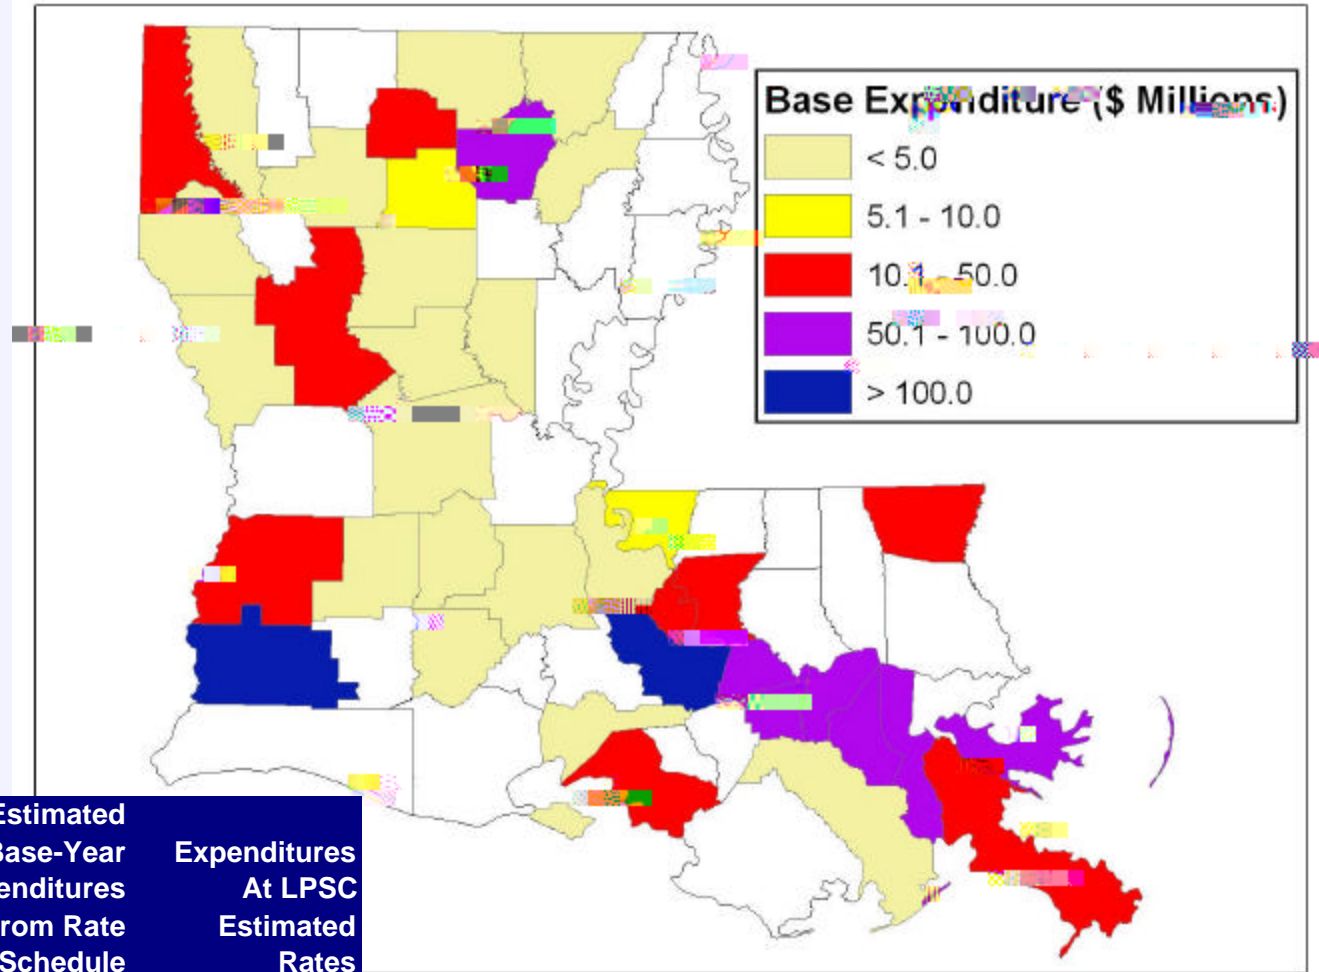 Base Expenditure ($ Millions)
< 5.0
5.1 - 10.0
10.1 - 50.0
50.1 - 100.0
> 100.0
Estimated
Base-Year Expenditures
enditures At LPSC
rom Rate Estimated
Schedule Rates